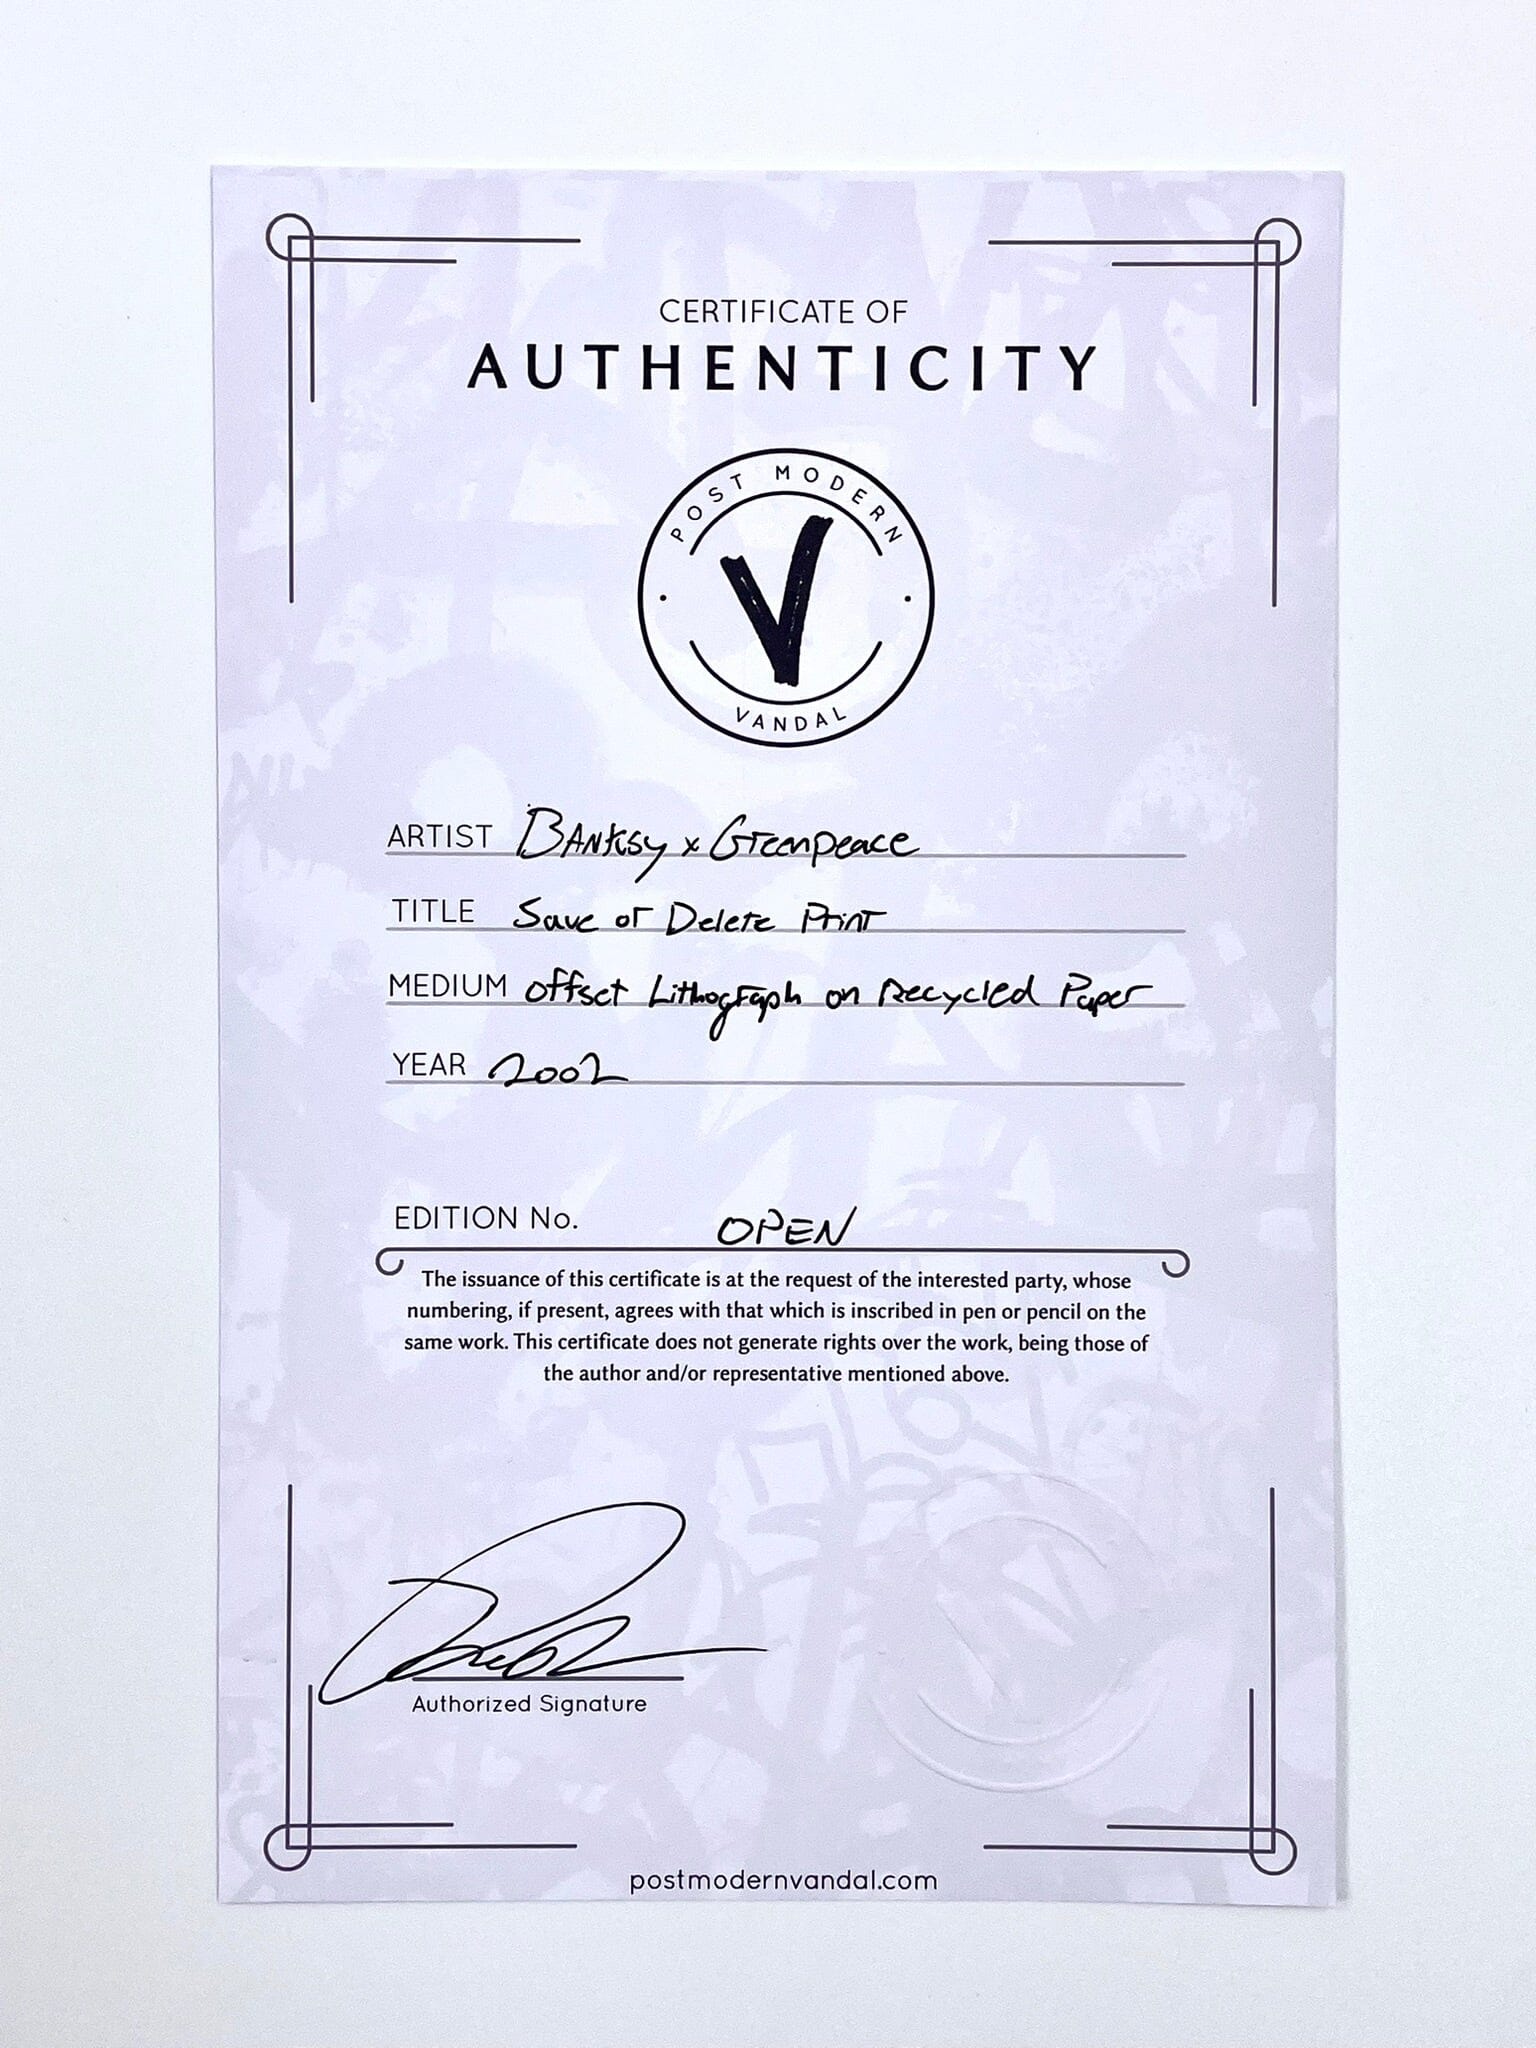 CERTIFICATE OF
AUTHENTICITY
POST MODERN
V
VANDAL
ARTIST Banksy x Greenpeace
TITLE Save or Delete Print
MEDIUM Offset Lithograph on Recycled Paper
YEAR 2002
EDITION No. OPEN
The issuance of this certificate is at the request of the interested party, whose
numbering, if present, agrees with that which is inscribed in pen or pencil on the
same work. This certificate does not generate rights over the work, being those of
the author and/or representative mentioned above.
Authorized Signature
postmodernvandal.com